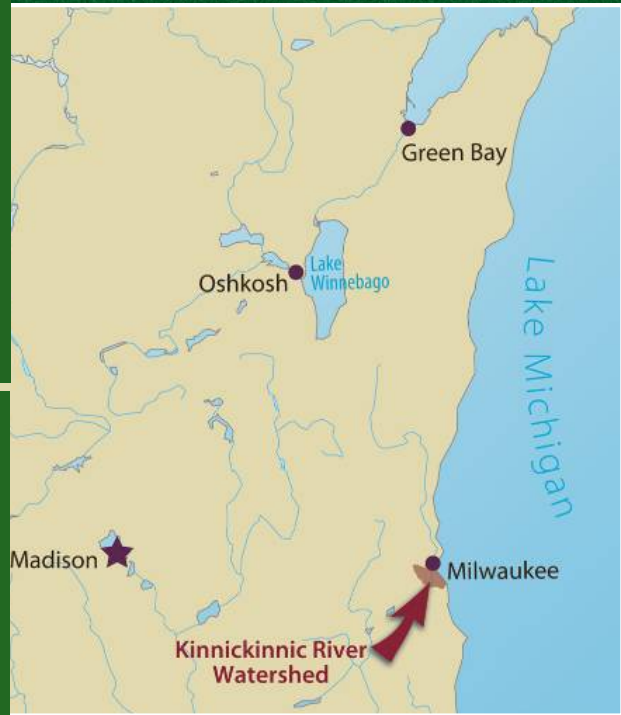 Green Bay
Lake
Winnebago
Oshkosh
Lake Michigan
Madison
Milwaukee
Kinnickinnic River
Watershed